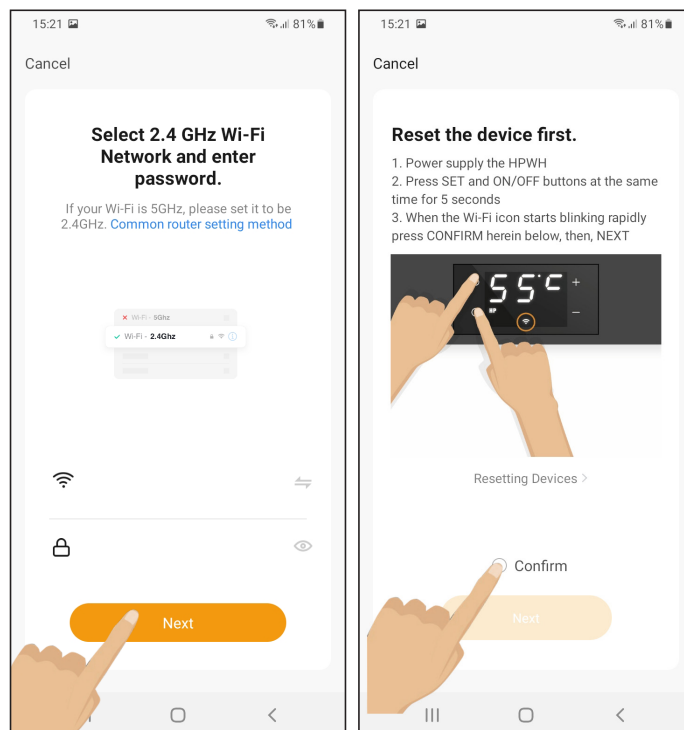 15:21
81%
Cancel
Select 2.4 GHz Wi-Fi
Network and enter
password.
If your Wi-Fi is 5GHz, please set it to be
2.4GHz. Common router setting method
Wi-Fi - 5Ghz
Wi-Fi - 2.4Ghz
Next
15:21
81%
Cancel
Reset the device first.
1. Power supply the HPWH
2. Press SET and ON/OFF buttons at the same
time for 5 seconds
3. When the Wi-Fi icon starts blinking rapidly
press CONFIRM herein below, then, NEXT
55°C
+
HP
−
Resetting Devices >
Confirm
Next